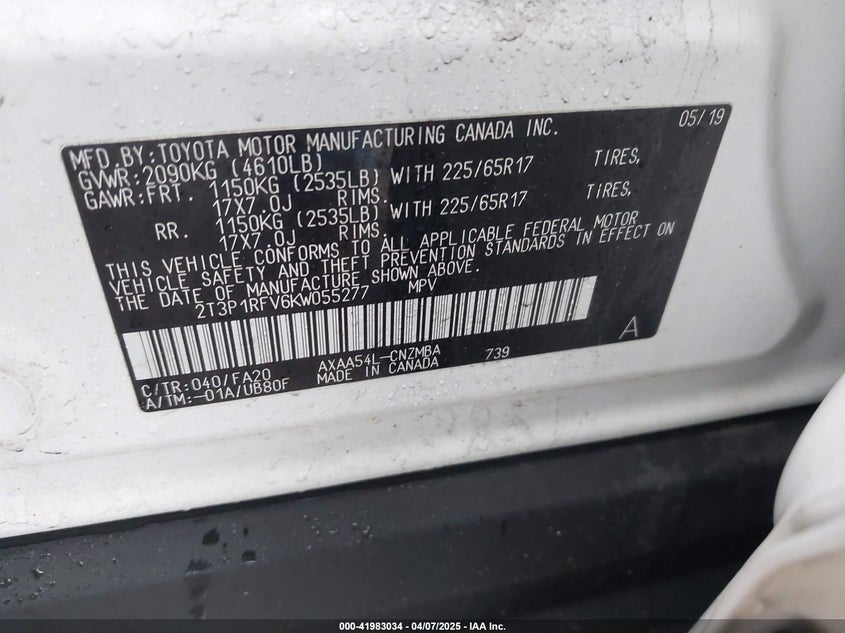 05/19
MFD.BY:TOYOTA MOTOR MANUFACTURING CANADA INC.
GVWR:2090KG (4610LB)
GAWR:FRT. 1150KG (2535LB) WITH 225/65R17 TIRES,
17X7.0J RIMS.
RR. 1150KG (2535LB) WITH 225/65R17 TIRES,
17X7.0J RIMS.
THIS VEHICLE CONFORMS TO ALL APPLICABLE FEDERAL MOTOR
VEHICLE SAFETY AND THEFT PREVENTION STANDARDS IN EFFECT ON
THE DATE OF MANUFACTURE SHOWN ABOVE.
2T3P1RFV6KW055277 MPV
A
C/TR:040/FA20 AXAA54L-CNZMBA 739
A/TM:-01A/UB80F MADE IN CANADA
000-41983034 - 04/07/2025 - IAA Inc.